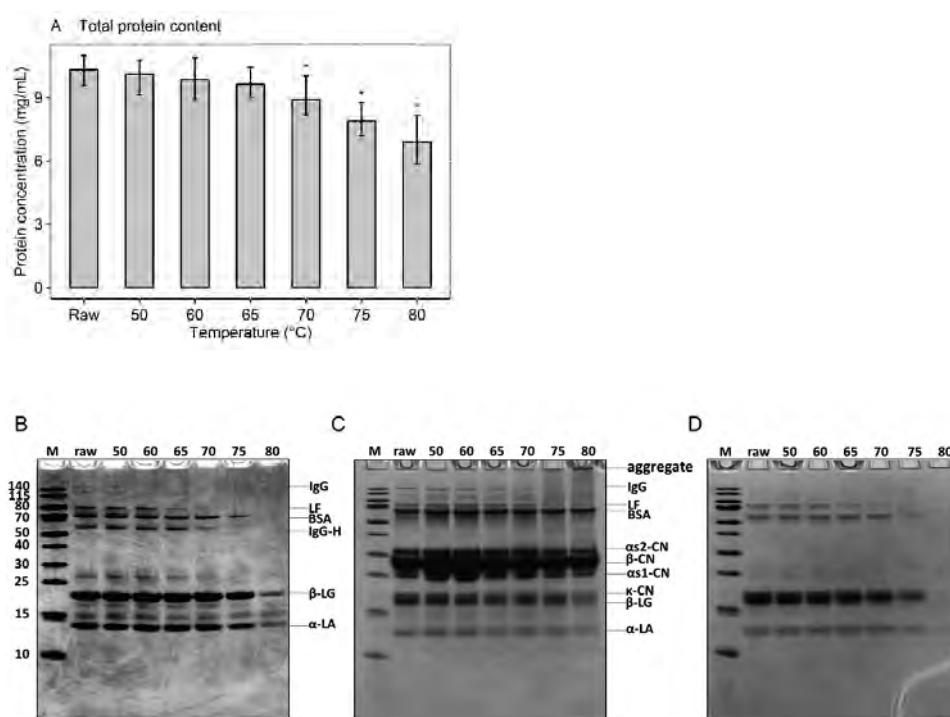 A Total protein content
Protein concentration (mg/mL)
9
6
3
0
Raw 50 60 65 70 75 80
Temperature (°C)
B
M raw 50 60 65 70 75 80
140
115
80
70
50
40
30
25
15
10
IgG
LF
BSA
IgG-H
β-LG
α-LA
C
M raw 50 60 65 70 75 80
aggregate
IgG
LF
BSA
αs2-CN
β-CN
αs1-CN
κ-CN
β-LG
α-LA
D
M raw 50 60 65 70 75 80